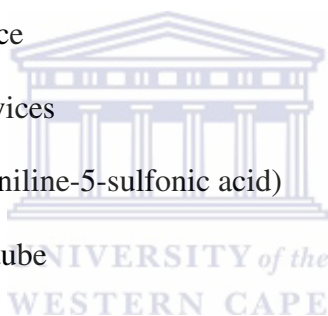 ce
vices
niline-5-sulfonic acid)
ube
UNIVERSITY of the
WESTERN CAPE